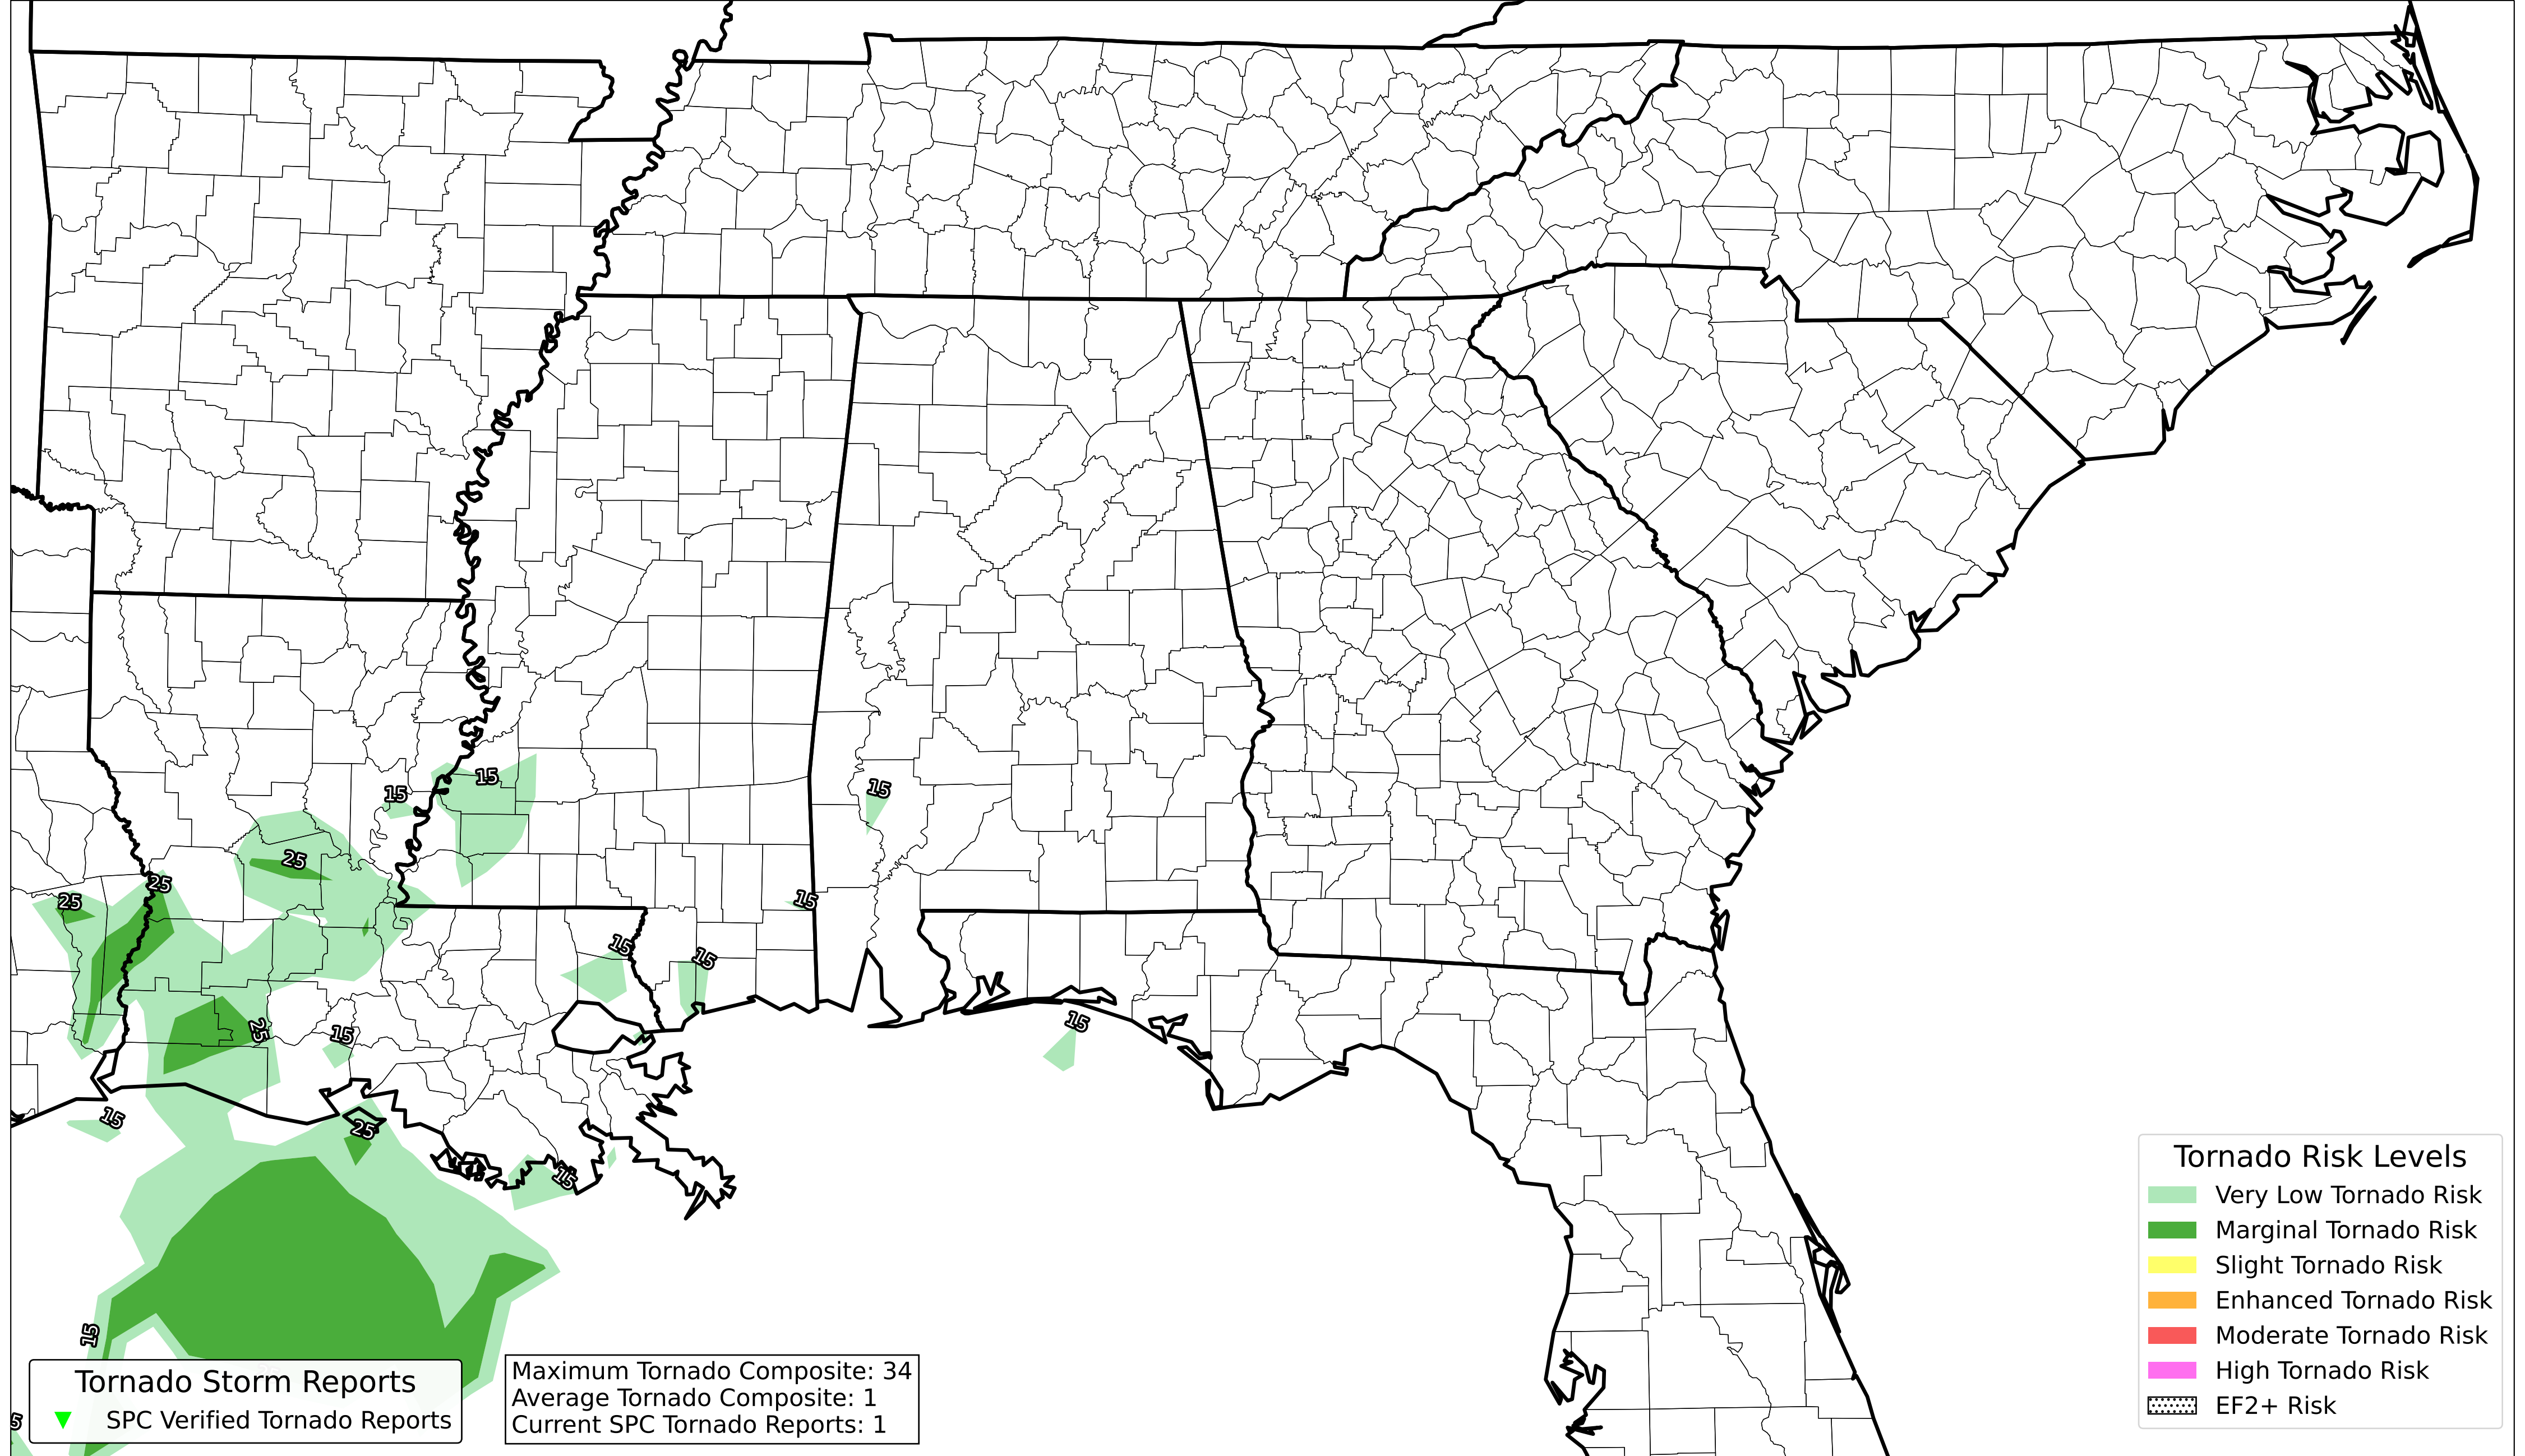 15
15
15
25
25
25
15
15
15
25
15
15
15
25
15
15
5
Tornado Storm Reports
SPC Verified Tornado Reports
Maximum Tornado Composite: 34
Average Tornado Composite: 1
Current SPC Tornado Reports: 1
Tornado Risk Levels
Very Low Tornado Risk
Marginal Tornado Risk
Slight Tornado Risk
Enhanced Tornado Risk
Moderate Tornado Risk
High Tornado Risk
EF2+ Risk